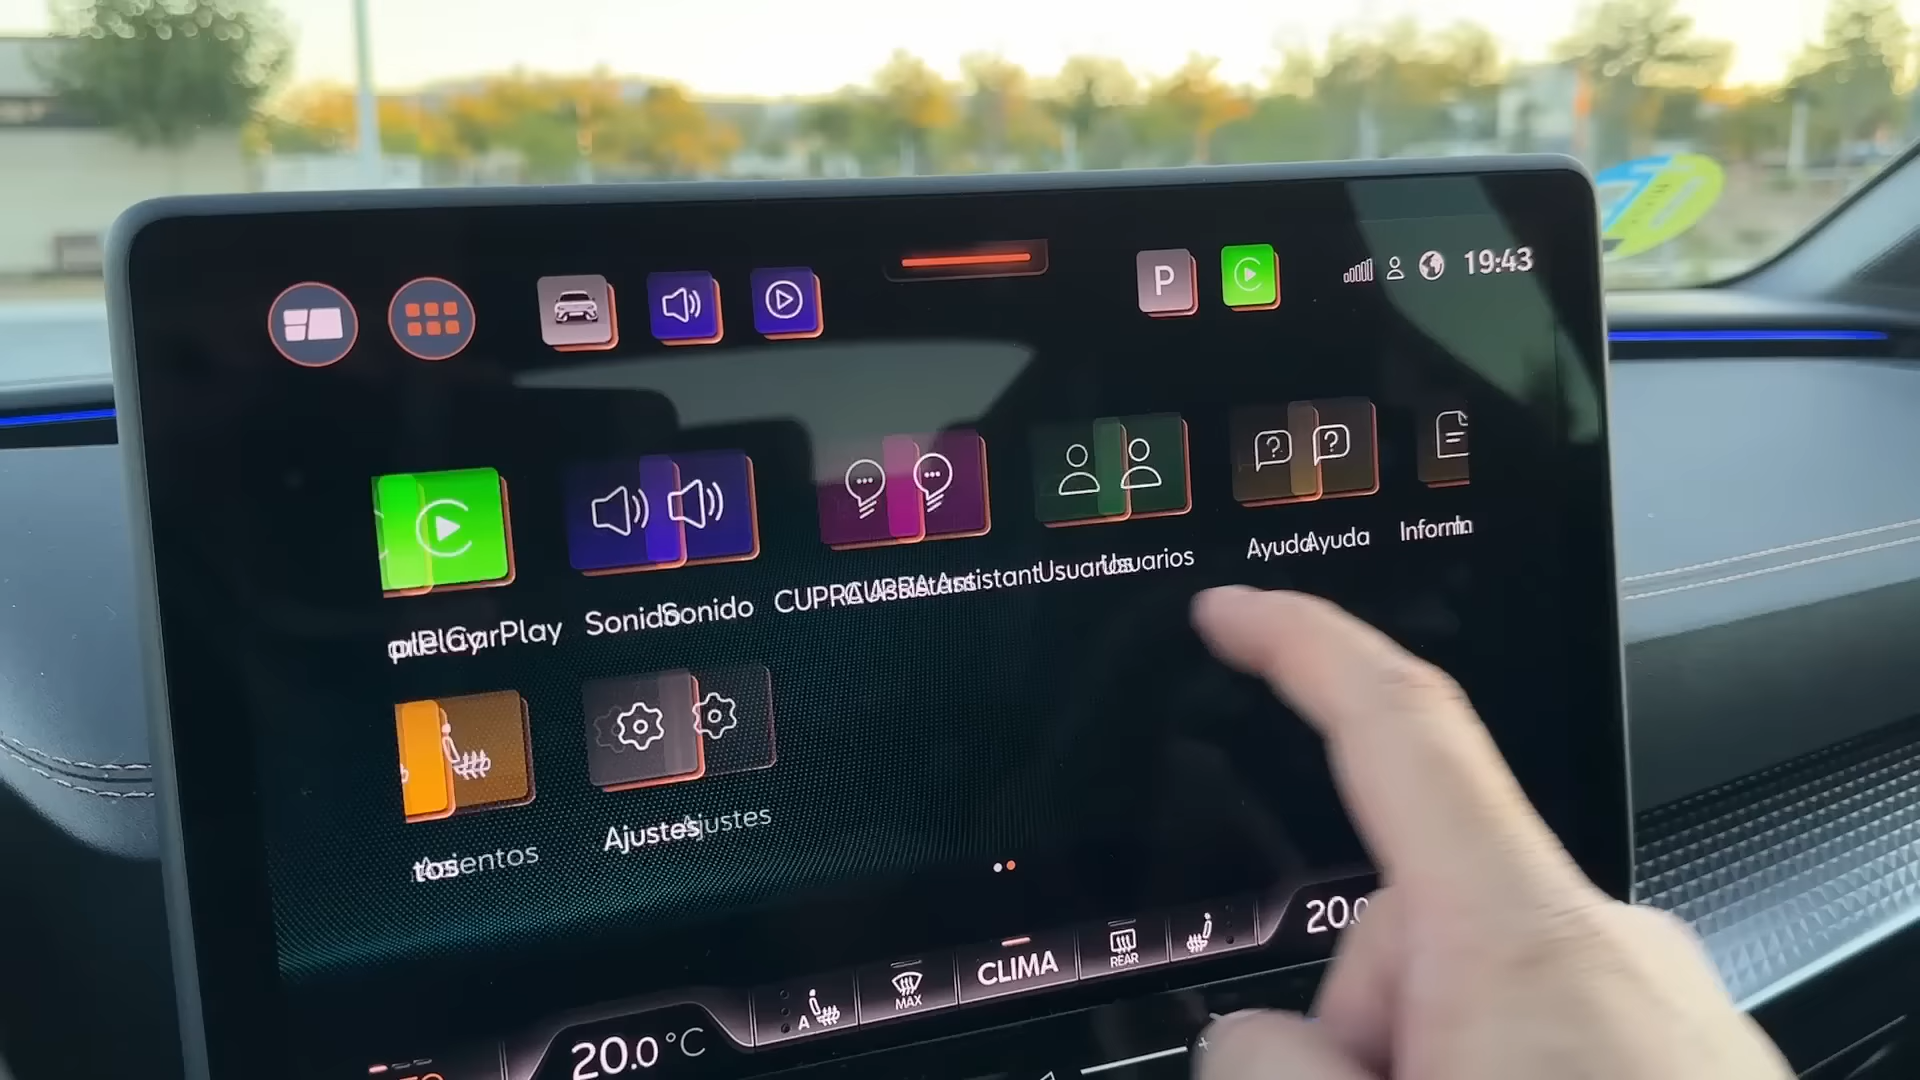 P
19:43
CarPlay
Sonido Sonido
CUPRA Assistant
Usuarios Usuarios
Ayuda Ayuda
Inform
Asientos
Ajustes Ajustes
20.0°C
A
MAX
CLIMA
REAR
20.0